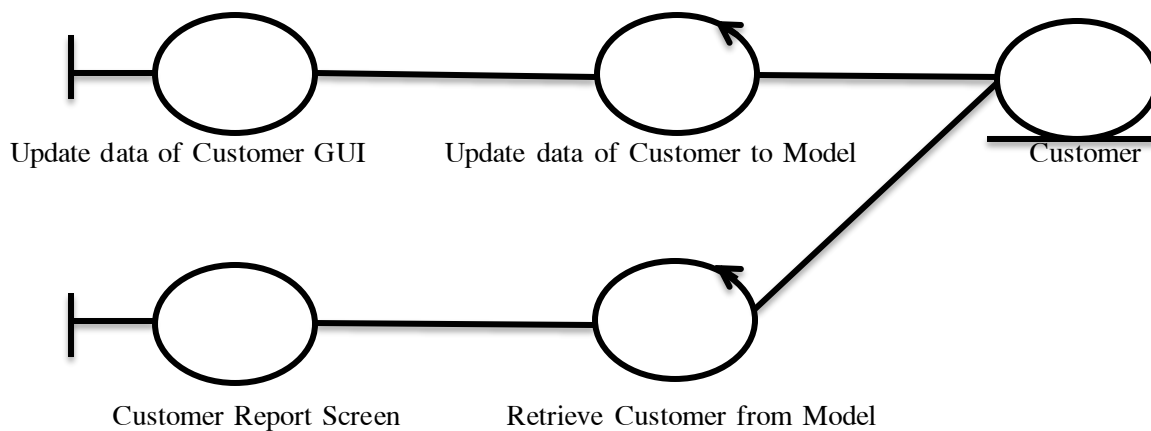 Update data of Customer GUI
Update data of Customer to Model
Customer
Customer Report Screen
Retrieve Customer from Model